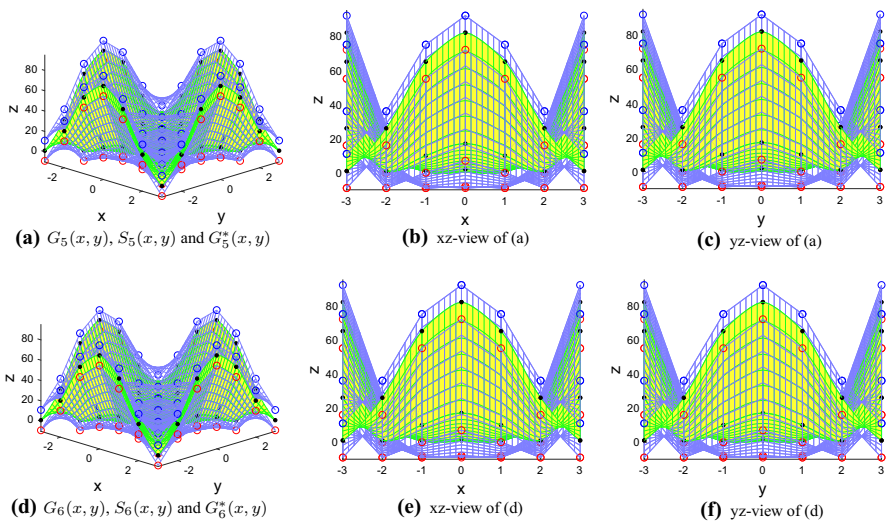 z
80
60
40
20
0
-2
0
2
x
-2
0
2
y
(a) G₅(x, y), S₅(x, y) and G₅*(x, y)
z
80
60
40
20
0
-3 -2 -1 0 1 2 3
x
(b) xz-view of (a)
z
80
60
40
20
0
-3 -2 -1 0 1 2 3
y
(c) yz-view of (a)
z
80
60
40
20
0
-2
0
2
x
-2
0
2
y
(d) G₆(x, y), S₆(x, y) and G₆*(x, y)
z
80
60
40
20
0
-3 -2 -1 0 1 2 3
x
(e) xz-view of (d)
z
80
60
40
20
0
-3 -2 -1 0 1 2 3
y
(f) yz-view of (d)